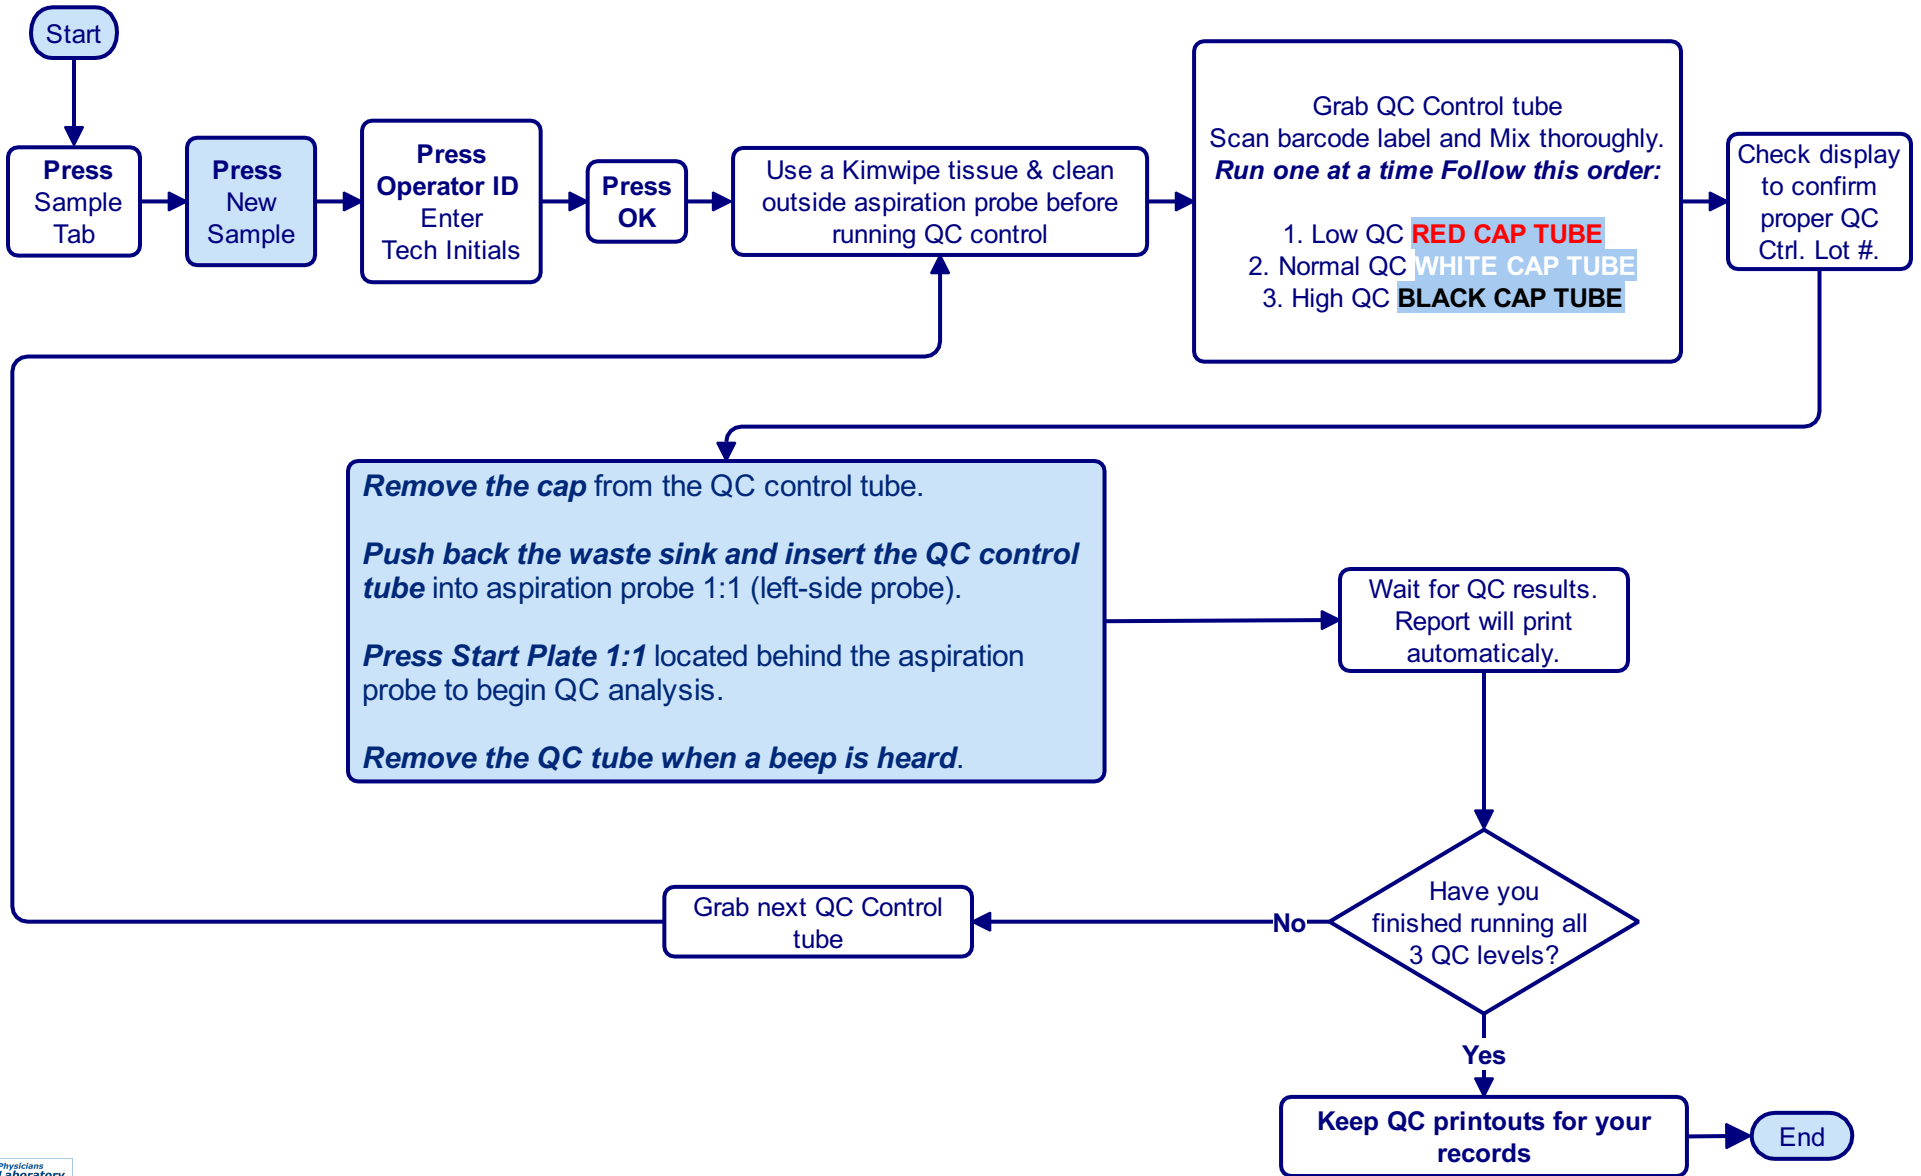 Start
Press
Sample
Tab
Press
New
Sample
Press
Operator ID
Enter
Tech Initials
Press
OK
Use a Kimwipe tissue & clean
outside aspiration probe before
running QC control
Grab QC Control tube
Scan barcode label and Mix thoroughly.
Run one at a time Follow this order:
1. Low QC RED CAP TUBE
2. Normal QC WHITE CAP TUBE
3. High QC BLACK CAP TUBE
Check display
to confirm
proper QC
Ctrl. Lot #.
Remove the cap from the QC control tube.
Push back the waste sink and insert the QC control
tube into aspiration probe 1:1 (left-side probe).
Press Start Plate 1:1 located behind the aspiration
probe to begin QC analysis.
Remove the QC tube when a beep is heard.
Wait for QC results.
Report will print
automaticaly.
Have you
finished running all
3 QC levels?
No
Grab next QC Control
tube
Yes
Keep QC printouts for your
records
End
Physicians
Laboratory